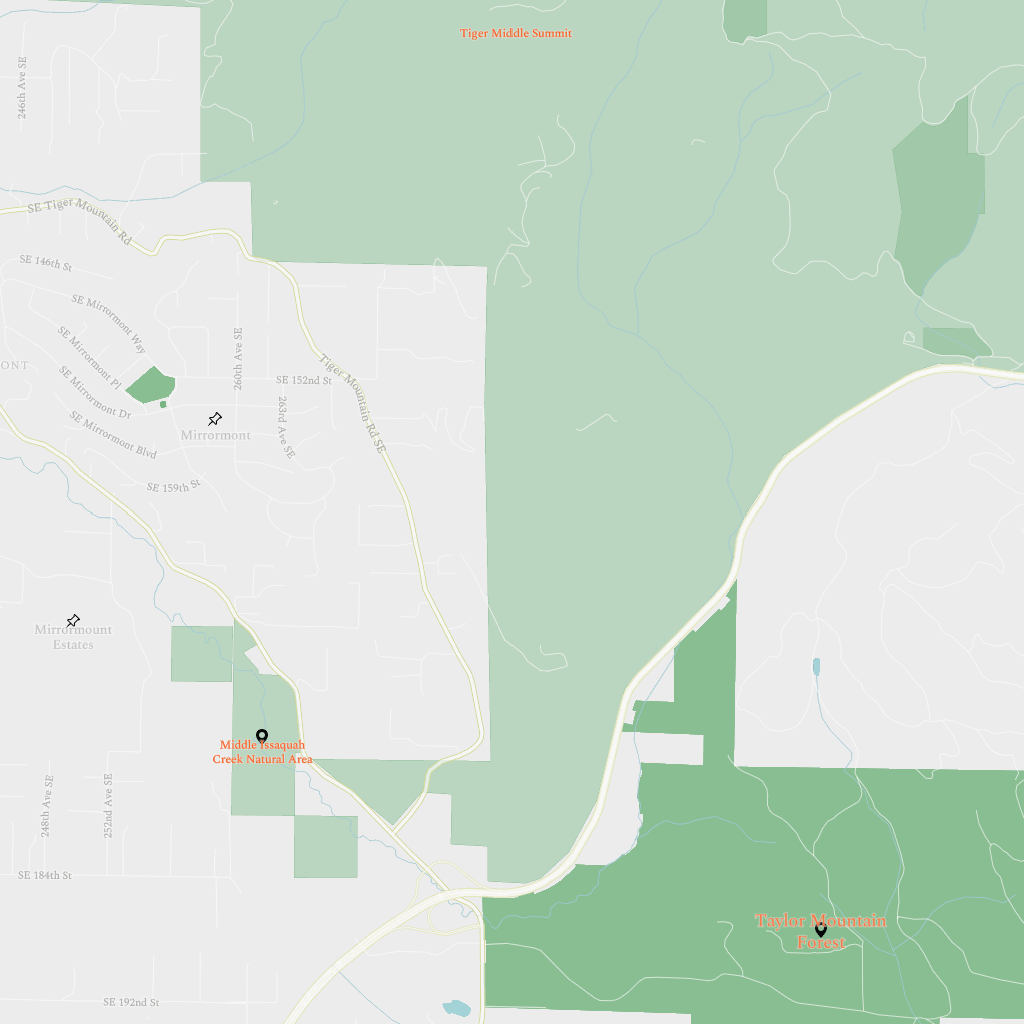 Tiger Middle Summit
246th Ave SE
SE Tiger Mountain Rd
SE 146th St
SE Mirrormont Way
SE Mirrormont Pl
SE Mirrormont Dr
SE Mirrormont Blvd
ONT
260th Ave SE
SE 152nd St
263rd Ave SE
Tiger Mountain Rd SE
Mirrormont
SE 159th St
Mirrormount
Estates
Middle Issaquah
Creek Natural Area
248th Ave SE
252nd Ave SE
SE 184th St
Taylor Mountain
Forest
SE 192nd St